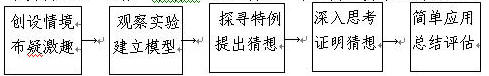 创设情境
布疑激趣
观察实验
建立模型
探寻特例
提出猜想
深入思考
证明猜想
简单应用
总结评估